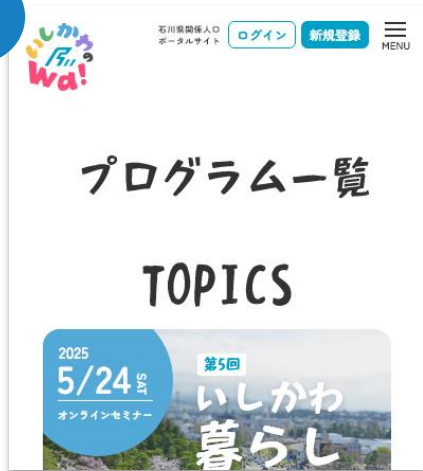 いしかわ
の
Wa!
石川県関係人口
ポータルサイト
ログイン
新規登録
MENU
プログラム一覧
TOPICS
2025
5/24 SAT
オンラインセミナー
第5回
いしかわ
暮らし